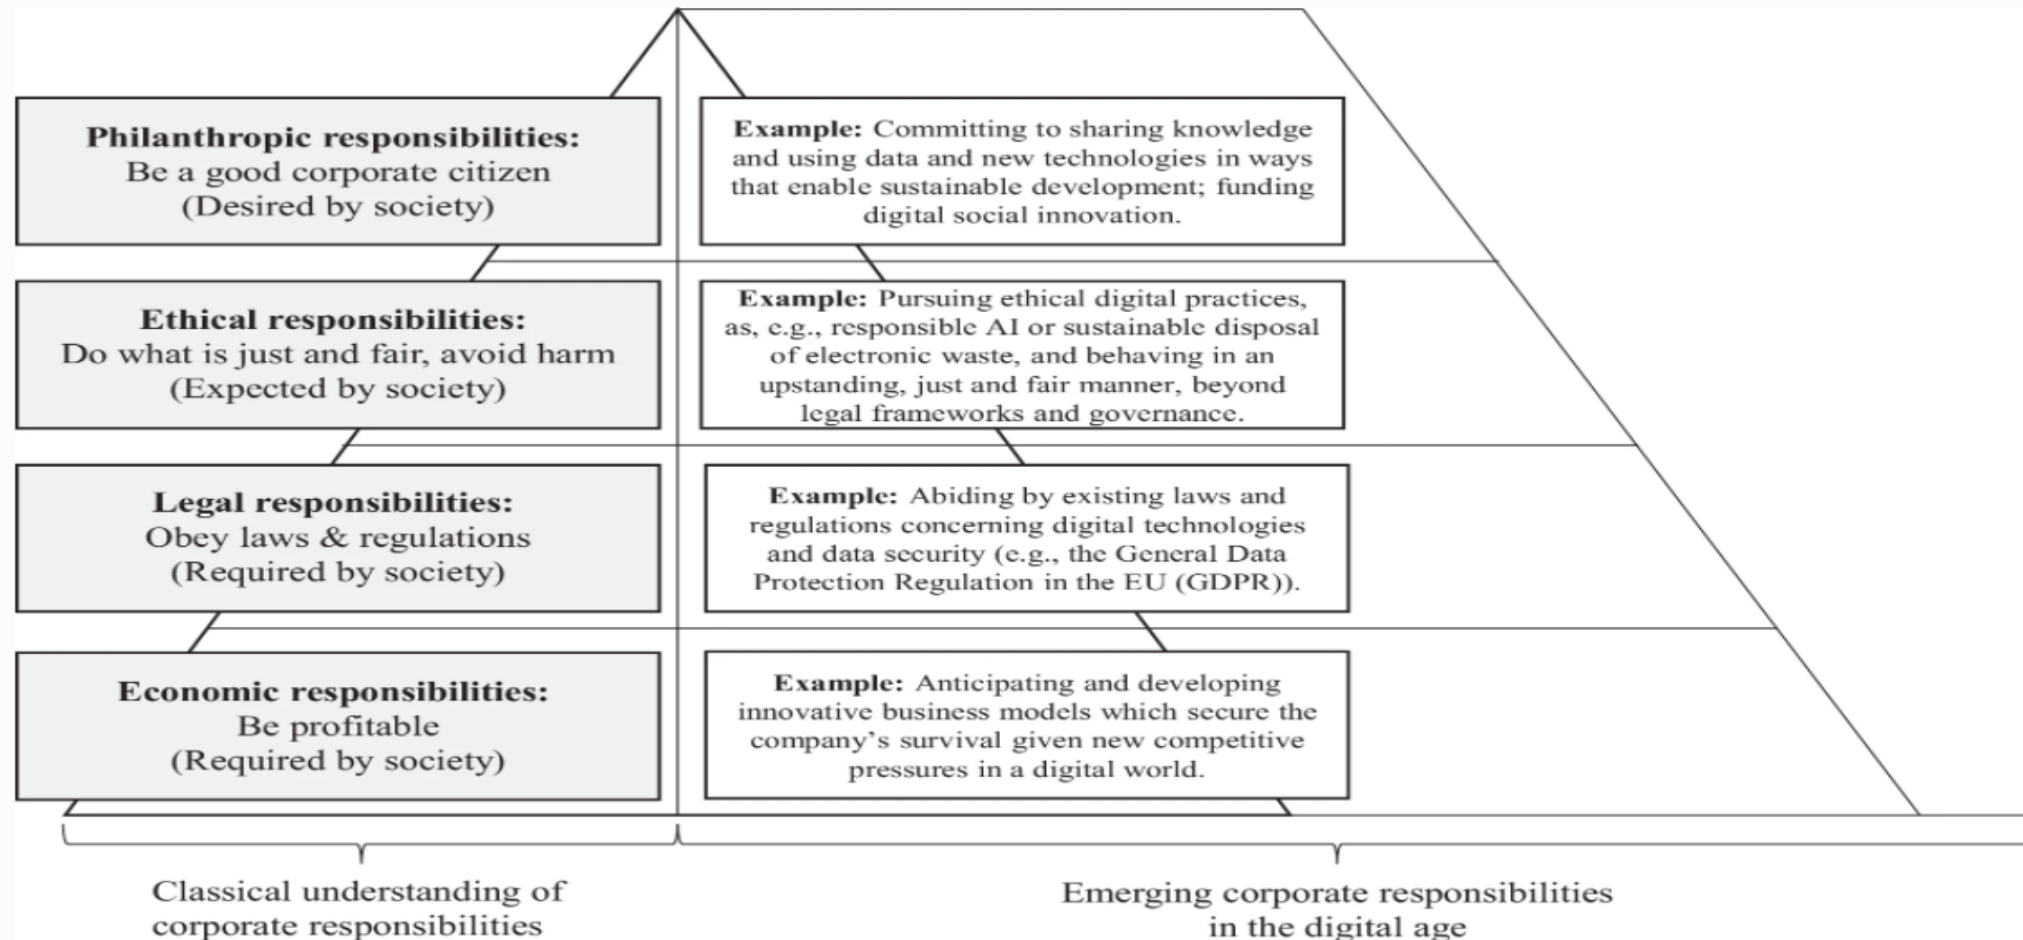 Philanthropic responsibilities:
Be a good corporate citizen
(Desired by society)
Example: Committing to sharing knowledge
and using data and new technologies in ways
that enable sustainable development; funding
digital social innovation.
Ethical responsibilities:
Do what is just and fair, avoid harm
(Expected by society)
Example: Pursuing ethical digital practices,
as, e.g., responsible AI or sustainable disposal
of electronic waste, and behaving in an
upstanding, just and fair manner, beyond
legal frameworks and governance.
Legal responsibilities:
Obey laws & regulations
(Required by society)
Example: Abiding by existing laws and
regulations concerning digital technologies
and data security (e.g., the General Data
Protection Regulation in the EU (GDPR)).
Economic responsibilities:
Be profitable
(Required by society)
Example: Anticipating and developing
innovative business models which secure the
company's survival given new competitive
pressures in a digital world.
Classical understanding of
corporate responsibilities
Emerging corporate responsibilities
in the digital age